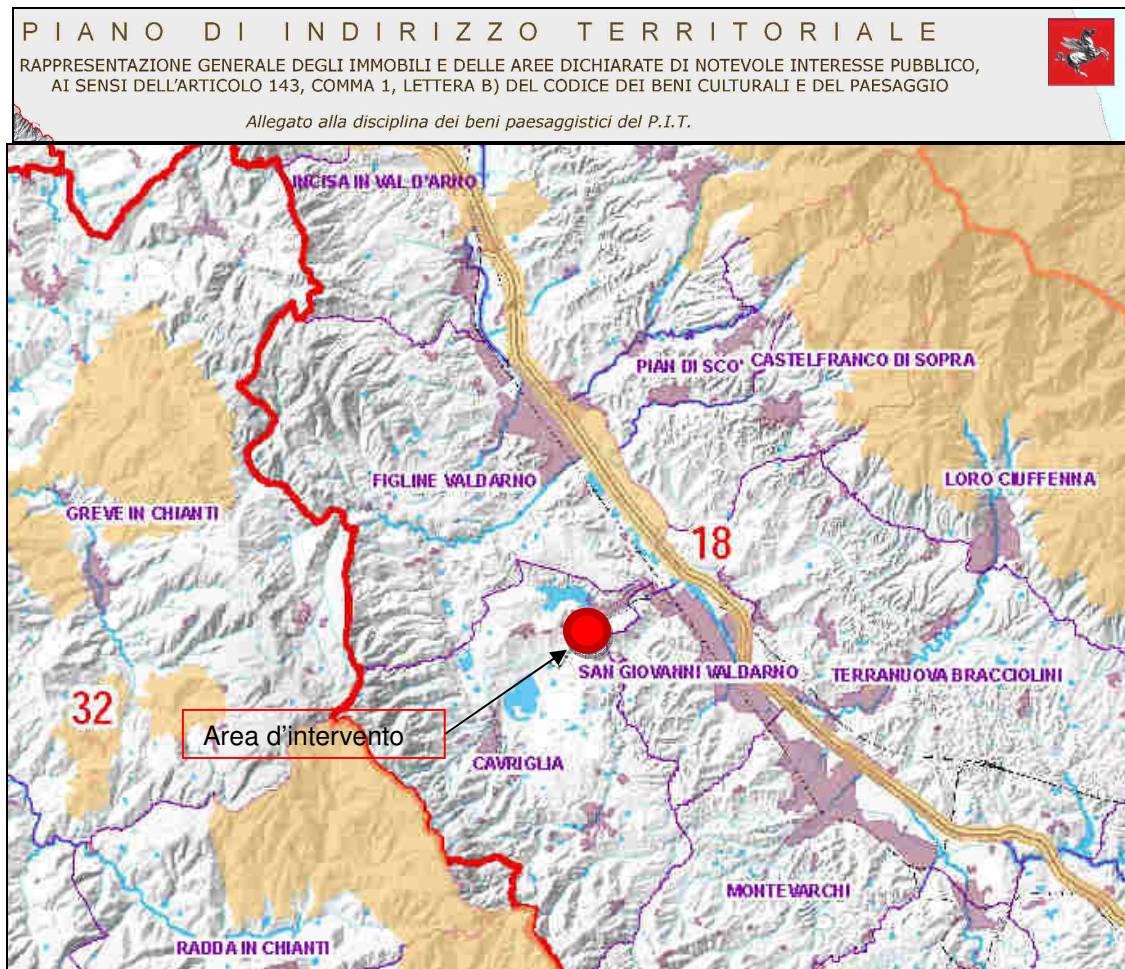 PIANO DI INDIRIZZO TERRITORIALE
RAPPRESENTAZIONE GENERALE DEGLI IMMOBILI E DELLE AREE DICHIARATE DI NOTEVOLE INTERESSE PUBBLICO,
AI SENSI DELL'ARTICOLO 143, COMMA 1, LETTERA B) DEL CODICE DEI BENI CULTURALI E DEL PAESAGGIO
Allegato alla disciplina dei beni paesaggistici del P.I.T.
INCISA IN VAL D'ARNO
PIAN DI SCO' CASTELFRANCO DI SOPRA
FIGLINE VALDARNO
LORO CIUFFENNA
GREVE IN CHIANTI
18
SAN GIOVANNI VALDARNO
TERRANUOVA BRACCIOLINI
32
Area d'intervento
CAVRIGLIA
MONTEVARCHI
RADDA IN CHIANTI